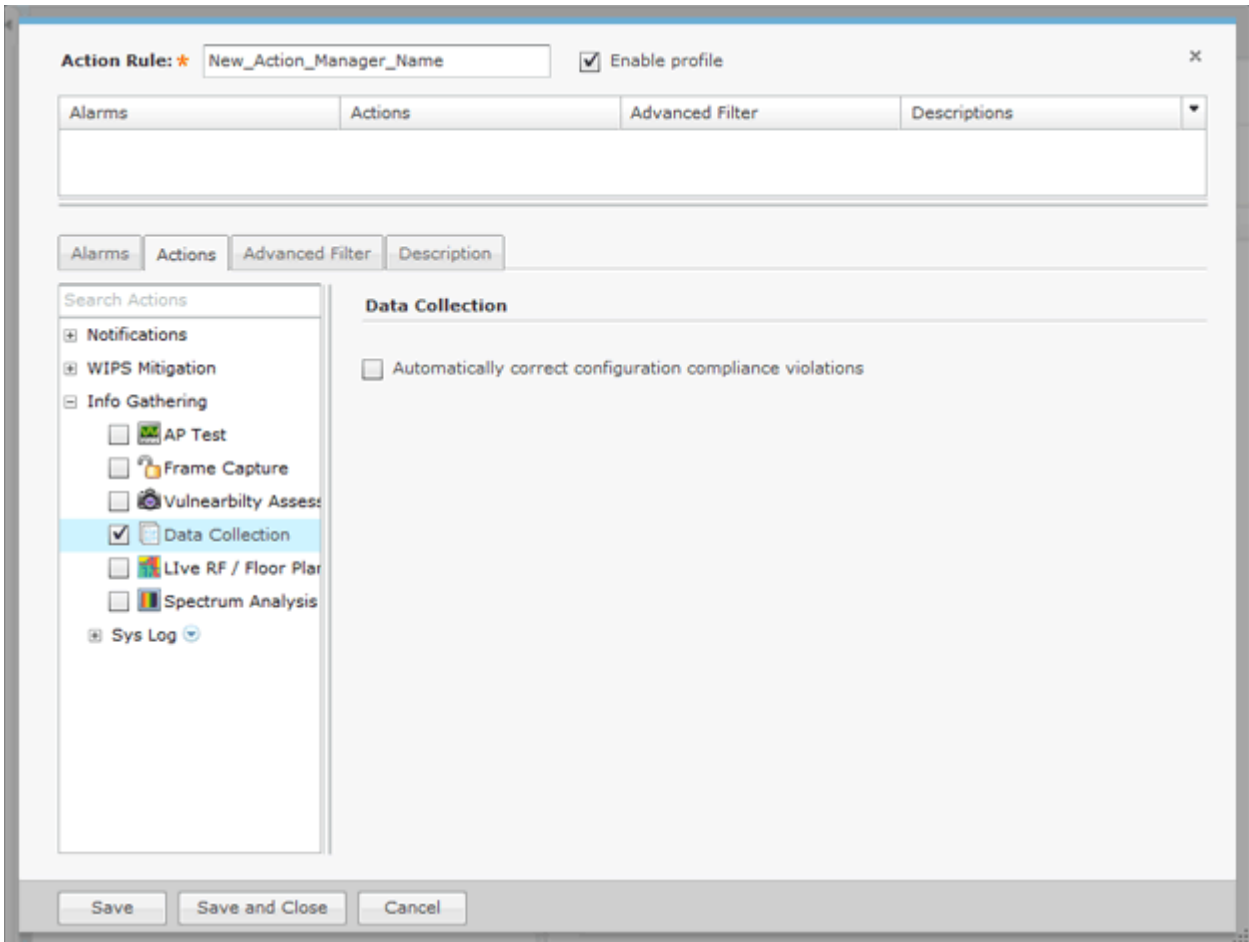 Action Rule: * New_Action_Manager_Name Enable profile
Alarms Actions Advanced Filter Descriptions
Alarms Actions Advanced Filter Description
Search Actions
Data Collection
Notifications
WIPS Mitigation
Automatically correct configuration compliance violations
Info Gathering
AP Test
Frame Capture
Vulnearbilty Assess
Data Collection
LIve RF / Floor Plan
Spectrum Analysis
Sys Log
Save Save and Close Cancel